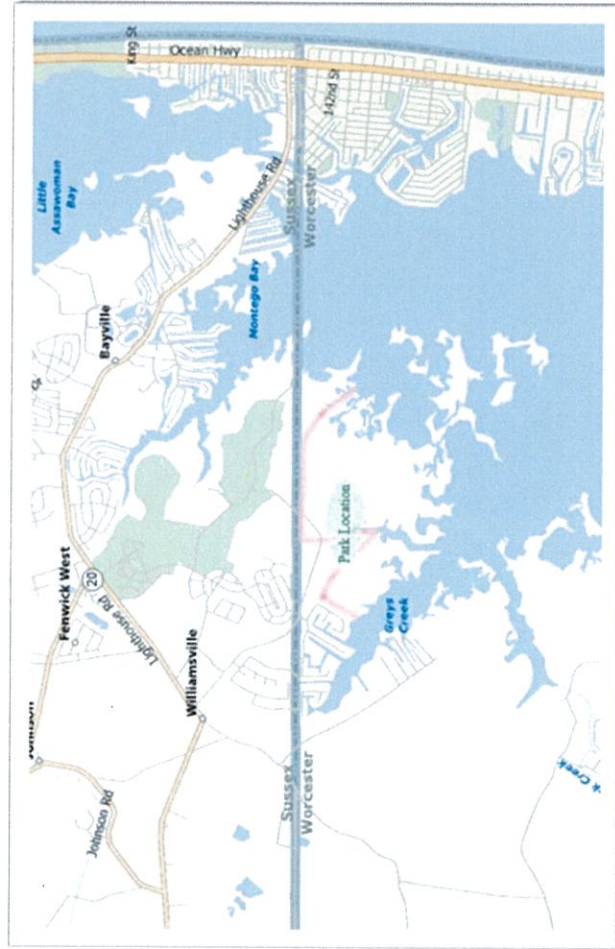 King St
Ocean Hwy
142nd St
Little
Assawoman
Bay
Lighthouse Rd
Sussex
Worcester
Montego Bay
Bayville
Fenwick West
20
Lighthouse Rd
Park Location
Greys
Creek
Williamsville
Sussex
Worcester
Johnson Rd
Creek